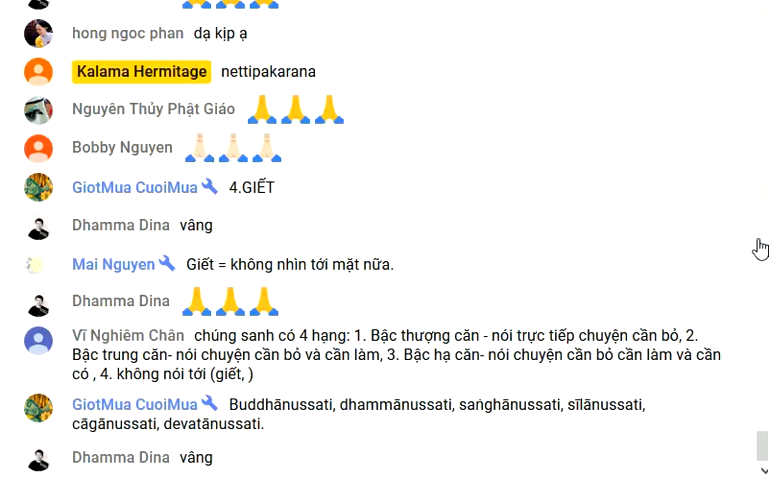 hong ngoc phan dạ kịp ạ
Kalama Hermitage nettipakarana
Nguyên Thủy Phật Giáo 🙏🙏🙏
Bobby Nguyen 🙏🏻🙏🏻🙏🏻
GiotMua CuoiMua 4.GIẾT
Dhamma Dina vâng
Mai Nguyen Giết = không nhìn tới mặt nữa.
Dhamma Dina 🙏🙏🙏
Vĩ Nghiêm Chân chúng sanh có 4 hạng: 1. Bậc thượng căn - nói trực tiếp chuyện cần bỏ, 2.
Bậc trung căn- nói chuyện cần bỏ và cần làm, 3. Bậc hạ căn- nói chuyện cần bỏ cần làm và cần
có , 4. không nói tới (giết, )
GiotMua CuoiMua Buddhānussati, dhammānussati, saṅghānussati, sīlānussati,
cāgānussati, devatānussati.
Dhamma Dina vâng